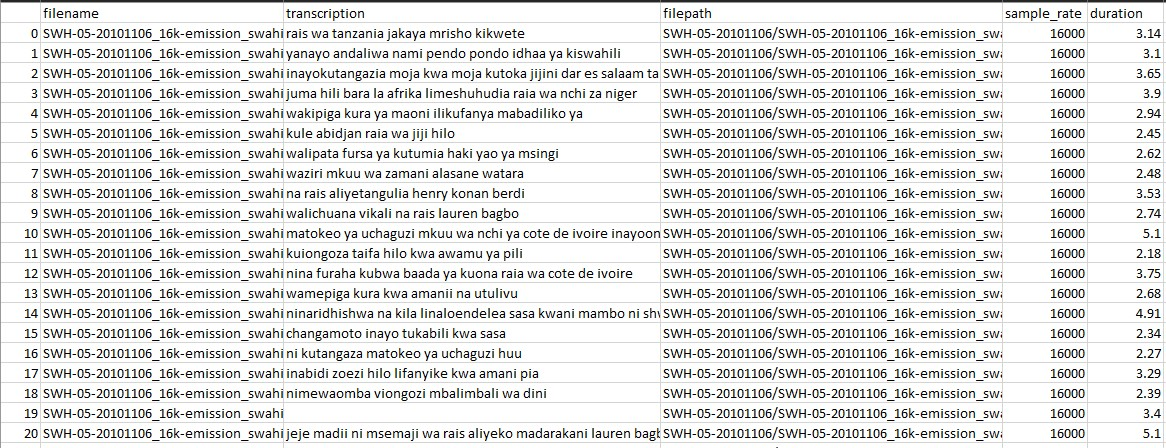 filename transcription filepath sample_rate duration
0 SWH-05-20101106_16k-emission_swahi rais wa tanzania jakaya mrisho kikwete SWH-05-20101106/SWH-05-20101106_16k-emission_swa 16000 3.14
1 SWH-05-20101106_16k-emission_swahi yanayo andaliwa nami pendo pondo idhaa ya kiswahili SWH-05-20101106/SWH-05-20101106_16k-emission_swa 16000 3.1
2 SWH-05-20101106_16k-emission_swahi inayokutangazia moja kwa moja kutoka jijini dar es salaam ta SWH-05-20101106/SWH-05-20101106_16k-emission_swa 16000 3.65
3 SWH-05-20101106_16k-emission_swahi juma hili bara la afrika limeshuhudia raia wa nchi za niger SWH-05-20101106/SWH-05-20101106_16k-emission_swa 16000 3.9
4 SWH-05-20101106_16k-emission_swahi wakipiga kura ya maoni ilikufanya mabadiliko ya SWH-05-20101106/SWH-05-20101106_16k-emission_swa 16000 2.94
5 SWH-05-20101106_16k-emission_swahi kule abidjan raia wa jiji hilo SWH-05-20101106/SWH-05-20101106_16k-emission_swa 16000 2.45
6 SWH-05-20101106_16k-emission_swahi walipata fursa ya kutumia haki yao ya msingi SWH-05-20101106/SWH-05-20101106_16k-emission_swa 16000 2.62
7 SWH-05-20101106_16k-emission_swahi waziri mkuu wa zamani alasane watara SWH-05-20101106/SWH-05-20101106_16k-emission_swa 16000 2.48
8 SWH-05-20101106_16k-emission_swahi na rais aliyetangulia henry konan berdi SWH-05-20101106/SWH-05-20101106_16k-emission_swa 16000 3.53
9 SWH-05-20101106_16k-emission_swahi walichuana vikali na rais lauren bagbo SWH-05-20101106/SWH-05-20101106_16k-emission_swa 16000 2.74
10 SWH-05-20101106_16k-emission_swahi matokeo ya uchaguzi mkuu wa nchi ya cote de ivoire inayoon SWH-05-20101106/SWH-05-20101106_16k-emission_swa 16000 5.1
11 SWH-05-20101106_16k-emission_swahi kuiongoza taifa hilo kwa awamu ya pili SWH-05-20101106/SWH-05-20101106_16k-emission_swa 16000 2.18
12 SWH-05-20101106_16k-emission_swahi nina furaha kubwa baada ya kuona raia wa cote de ivoire SWH-05-20101106/SWH-05-20101106_16k-emission_swa 16000 3.75
13 SWH-05-20101106_16k-emission_swahi wamepiga kura kwa amanii na utulivu SWH-05-20101106/SWH-05-20101106_16k-emission_swa 16000 2.68
14 SWH-05-20101106_16k-emission_swahi ninaridhishwa na kila linaloendelea sasa kwani mambo ni shw SWH-05-20101106/SWH-05-20101106_16k-emission_swa 16000 4.91
15 SWH-05-20101106_16k-emission_swahi changamoto inayo tukabili kwa sasa SWH-05-20101106/SWH-05-20101106_16k-emission_swa 16000 2.34
16 SWH-05-20101106_16k-emission_swahi ni kutangaza matokeo ya uchaguzi huu SWH-05-20101106/SWH-05-20101106_16k-emission_swa 16000 2.27
17 SWH-05-20101106_16k-emission_swahi inabidi zoezi hilo lifanyike kwa amani pia SWH-05-20101106/SWH-05-20101106_16k-emission_swa 16000 3.29
18 SWH-05-20101106_16k-emission_swahi nimewaomba viongozi mbalimbali wa dini SWH-05-20101106/SWH-05-20101106_16k-emission_swa 16000 2.39
19 SWH-05-20101106_16k-emission_swahi SWH-05-20101106/SWH-05-20101106_16k-emission_swa 16000 3.4
20 SWH-05-20101106_16k-emission_swahi jeje madii ni msemaji wa rais aliyeko madarakani lauren bagb SWH-05-20101106/SWH-05-20101106_16k-emission_swa 16000 5.1